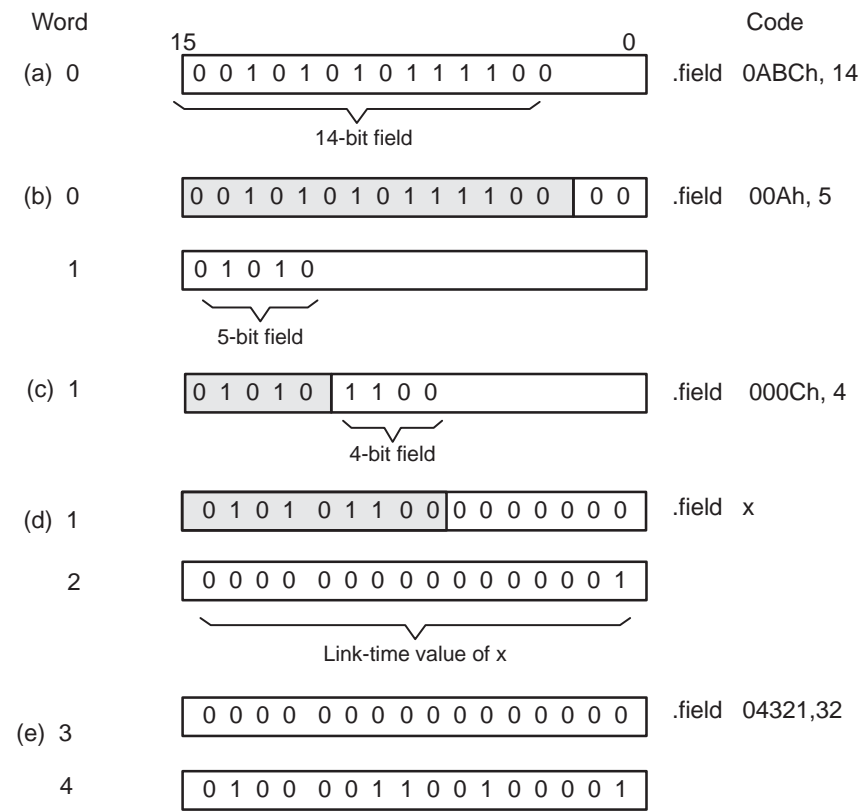 Word Code
15 0
(a) 0 0 0 1 0 1 0 1 0 1 1 1 1 0 0 .field 0ABCh, 14
14-bit field
(b) 0 0 0 1 0 1 0 1 0 1 1 1 1 0 0 0 0 .field 00Ah, 5
1 0 1 0 1 0
5-bit field
(c) 1 0 1 0 1 0 1 1 0 0 .field 000Ch, 4
4-bit field
(d) 1 0 1 0 1 0 1 1 0 0 0 0 0 0 0 0 0 .field x
2 0 0 0 0 0 0 0 0 0 0 0 0 0 0 0 1
Link-time value of x
(e) 3 0 0 0 0 0 0 0 0 0 0 0 0 0 0 0 0 .field 04321,32
4 0 1 0 0 0 0 1 1 0 0 1 0 0 0 0 1